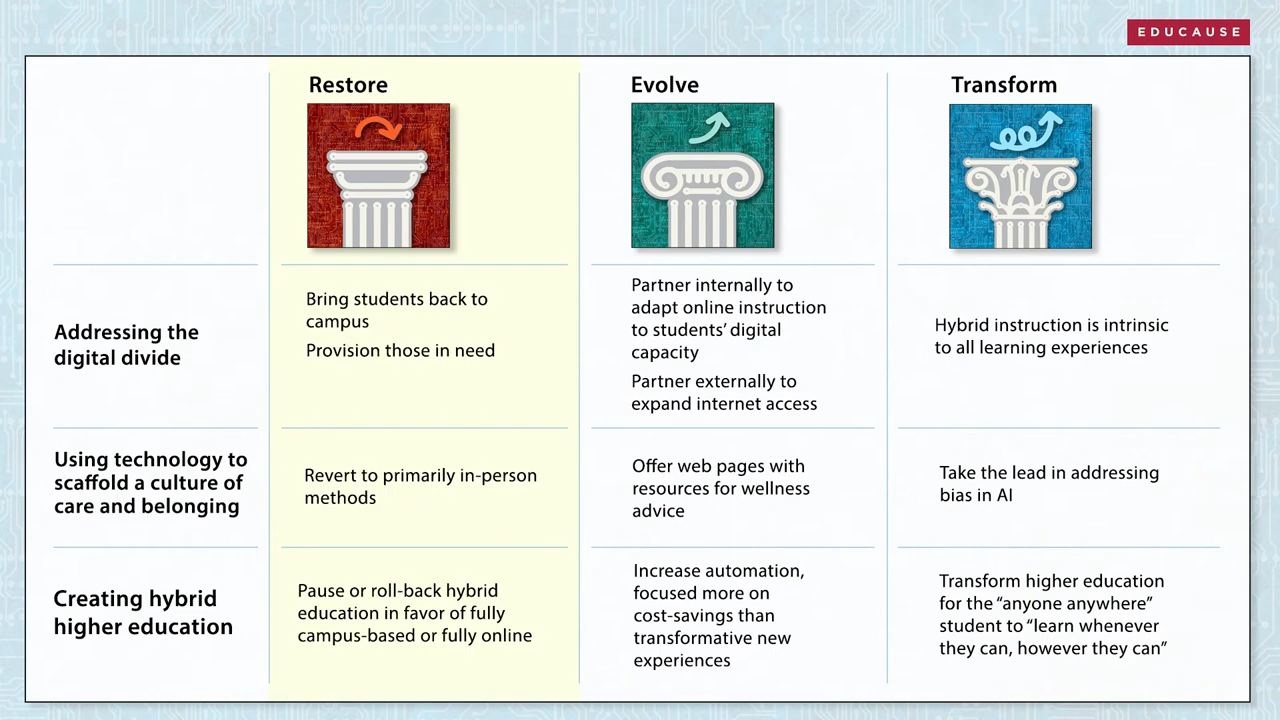 EDUCAUSE
Restore
Evolve
Transform
Addressing the
digital divide
Bring students back to
campus
Provision those in need
Partner internally to
adapt online instruction
to students’ digital
capacity
Partner externally to
expand internet access
Hybrid instruction is intrinsic
to all learning experiences
Using technology to
scaffold a culture of
care and belonging
Revert to primarily in-person
methods
Offer web pages with
resources for wellness
advice
Take the lead in addressing
bias in AI
Creating hybrid
higher education
Pause or roll-back hybrid
education in favor of fully
campus-based or fully online
Increase automation,
focused more on
cost-savings than
transformative new
experiences
Transform higher education
for the “anyone anywhere”
student to “learn whenever
they can, however they can”